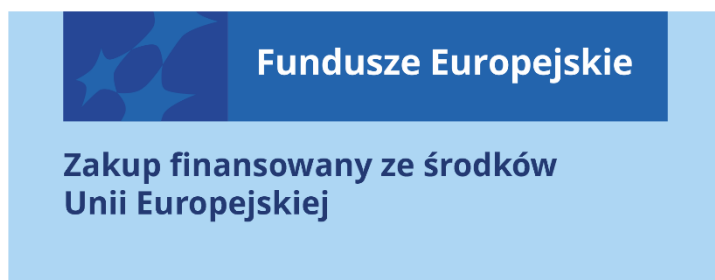 Fundusze Europejskie
Zakup finansowany ze środków
Unii Europejskiej